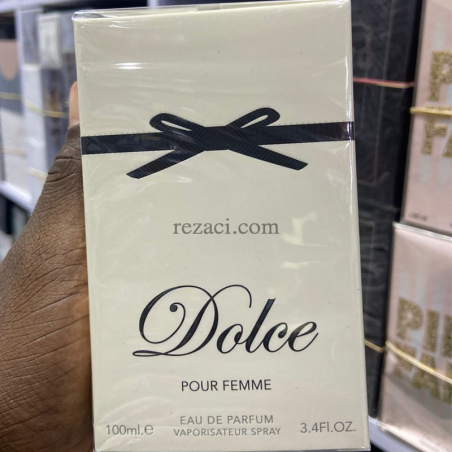 rezaci.com
Dolce
POUR FEMME
EAU DE PARFUM
100ml.e VAPORISATEUR SPRAY 3.4Fl.OZ.